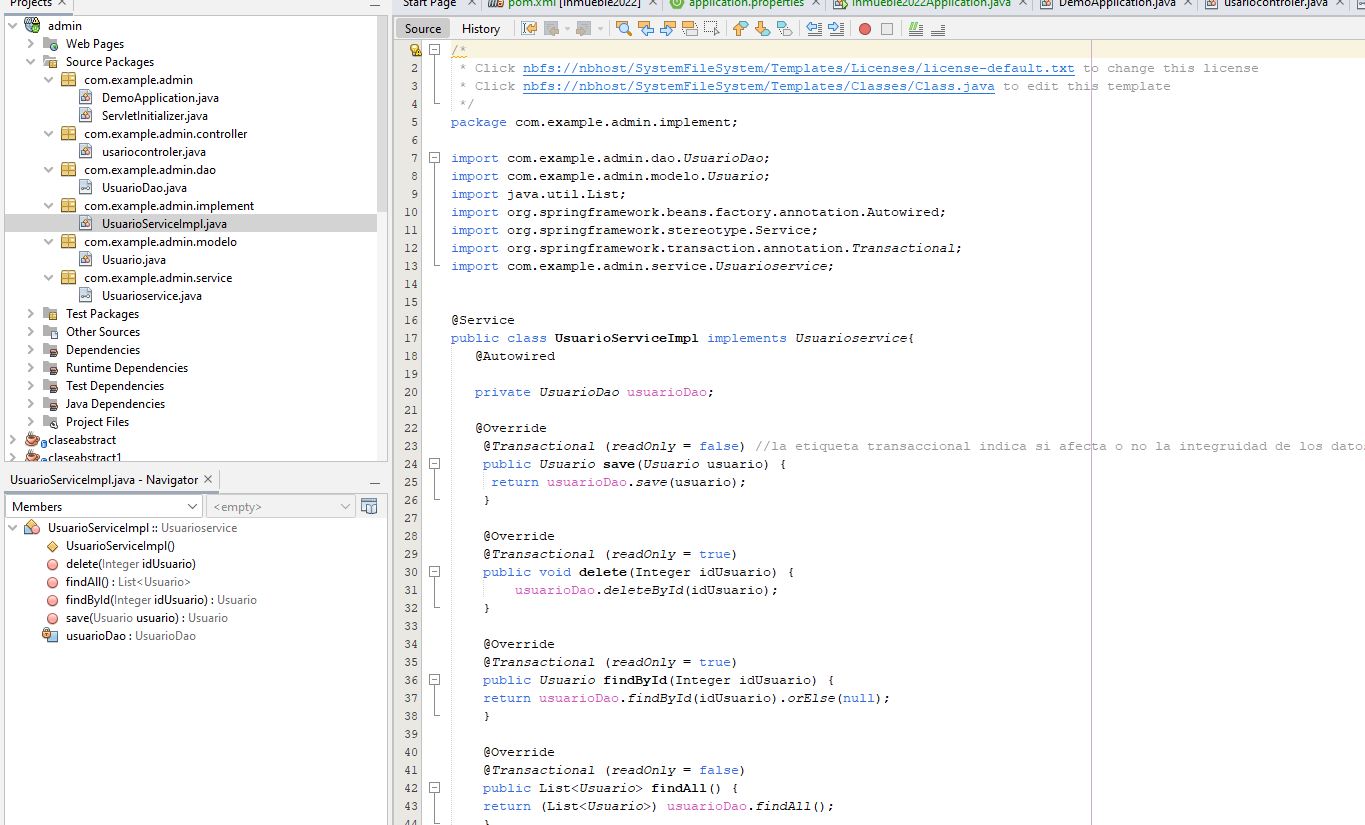 Projects
admin
Web Pages
Source Packages
com.example.admin
DemoApplication.java
ServletInitializer.java
com.example.admin.controller
usariocontroler.java
com.example.admin.dao
UsuarioDao.java
com.example.admin.implement
UsuarioServiceImpl.java
com.example.admin.modelo
Usuario.java
com.example.admin.service
Usuarioservice.java
Test Packages
Other Sources
Dependencies
Runtime Dependencies
Test Dependencies
Java Dependencies
Project Files
claseabstract
claseabstract1
UsuarioServiceImpl.java - Navigator
Members <empty>
UsuarioServiceImpl :: Usuarioservice
UsuarioServiceImpl()
delete(Integer idUsuario)
findAll() : List<Usuario>
findById(Integer idUsuario) : Usuario
save(Usuario usuario) : Usuario
usuarioDao : UsuarioDao
Start Page pom.xml [inmueble2022] application.properties Inmueble2022Application.java DemoApplication.java usariocontroler.java
Source History
/*
2 * Click nbfs://nbhost/SystemFileSystem/Templates/Licenses/license-default.txt to change this license
3 * Click nbfs://nbhost/SystemFileSystem/Templates/Classes/Class.java to edit this template
4 */
5 package com.example.admin.implement;
6
7 import com.example.admin.dao.UsuarioDao;
8 import com.example.admin.modelo.Usuario;
9 import java.util.List;
10 import org.springframework.beans.factory.annotation.Autowired;
11 import org.springframework.stereotype.Service;
12 import org.springframework.transaction.annotation.Transactional;
13 import com.example.admin.service.Usuarioservice;
14
15
16 @Service
17 public class UsuarioServiceImpl implements Usuarioservice{
18 @Autowired
19
20 private UsuarioDao usuarioDao;
21
22 @Override
23 @Transactional (readOnly = false) //la etiqueta transaccional indica si afecta o no la integruidad de los dato
24 public Usuario save(Usuario usuario) {
25 return usuarioDao.save(usuario);
26 }
27
28 @Override
29 @Transactional (readOnly = true)
30 public void delete(Integer idUsuario) {
31 usuarioDao.deleteById(idUsuario);
32 }
33
34 @Override
35 @Transactional (readOnly = true)
36 public Usuario findById(Integer idUsuario) {
37 return usuarioDao.findById(idUsuario).orElse(null);
38 }
39
40 @Override
41 @Transactional (readOnly = false)
42 public List<Usuario> findAll() {
43 return (List<Usuario>) usuarioDao.findAll();
44 }